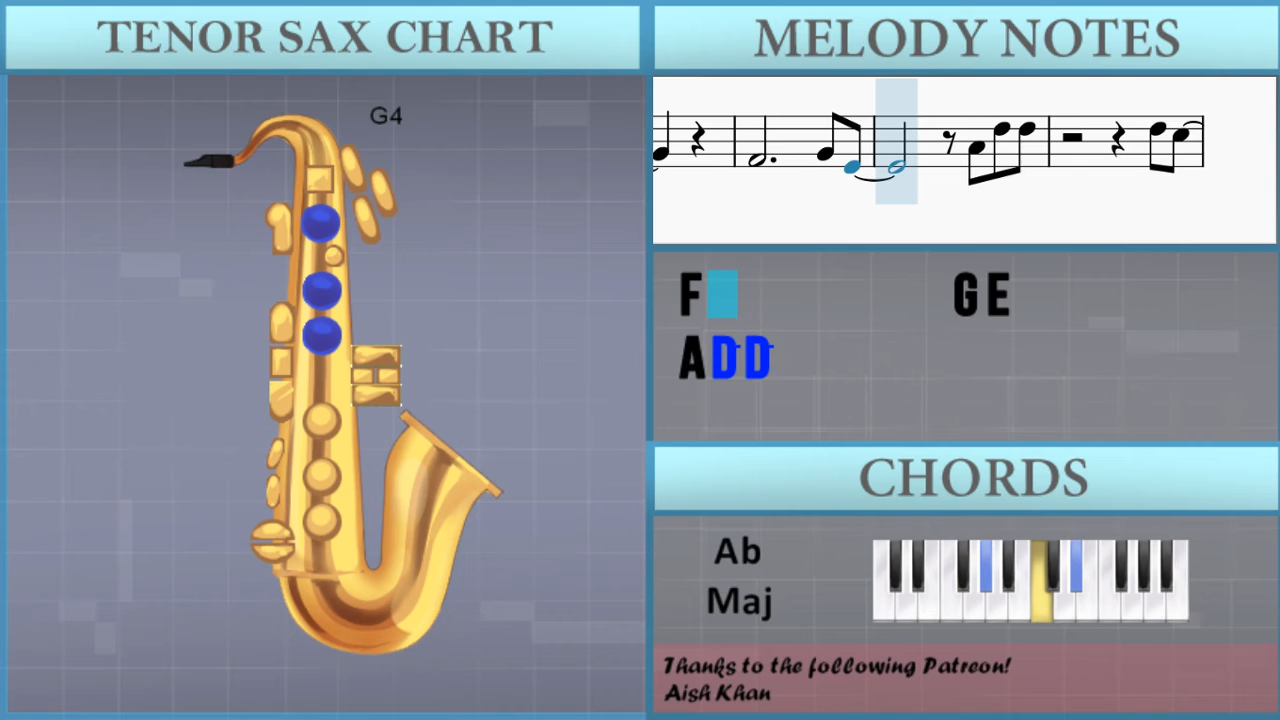 TENOR SAX CHART
G4
MELODY NOTES
F
G E
A D D
CHORDS
Ab
Maj
Thanks to the following Patreon!
Aish Khan